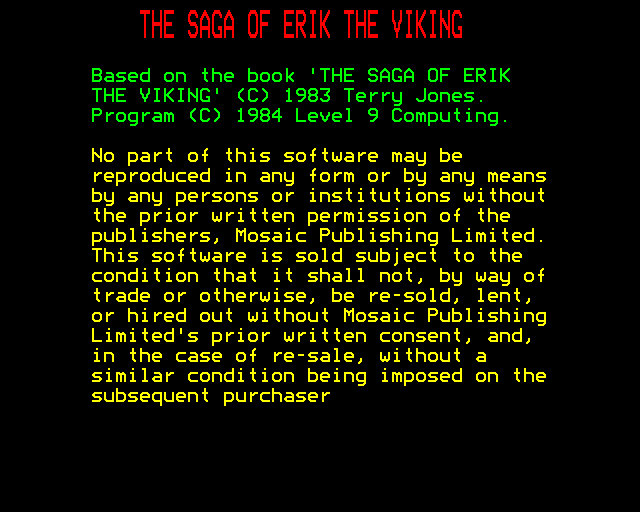 THE SAGA OF ERIK THE VIKING
Based on the book 'THE SAGA OF ERIK
THE VIKING' (C) 1983 Terry Jones.
Program (C) 1984 Level 9 Computing.
No part of this software may be
reproduced in any form or by any means
by any persons or institutions without
the prior written permission of the
publishers, Mosaic Publishing Limited.
This software is sold subject to the
condition that it shall not, by way of
trade or otherwise, be re-sold, lent,
or hired out without Mosaic Publishing
Limited's prior written consent, and,
in the case of re-sale, without a
similar condition being imposed on the
subsequent purchaser